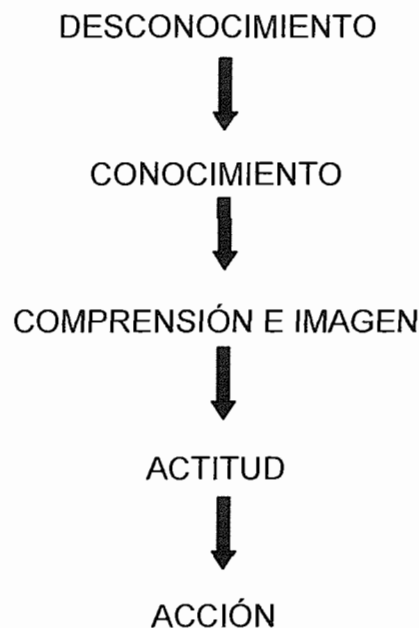 DESCONOCIMIENTO
CONOCIMIENTO
COMPRENSIÓN E IMAGEN
ACTITUD
ACCIÓN